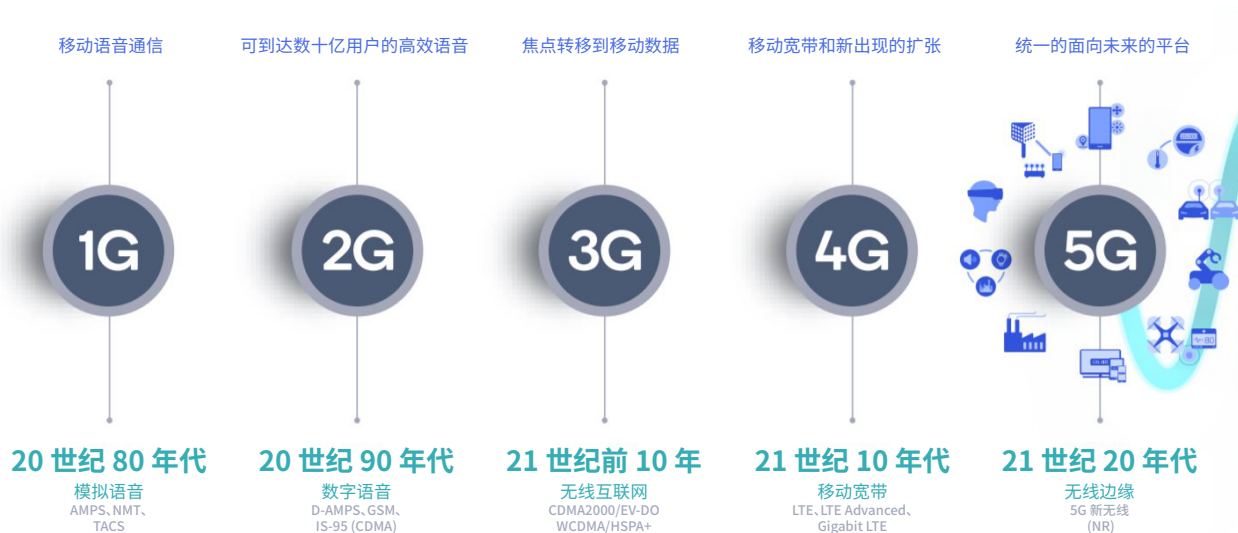 移动语音通信
可到达数十亿用户的高效语音
焦点转移到移动数据
移动宽带和新出现的扩张
统一的面向未来的平台
1G
2G
3G
4G
5G
20 世纪 80 年代
模拟语音
AMPS、NMT、
TACS
20 世纪 90 年代
数字语音
D-AMPS、GSM、
IS-95 (CDMA)
21 世纪前 10 年
无线互联网
CDMA2000/EV-DO
WCDMA/HSPA+
21 世纪 10 年代
移动宽带
LTE、LTE Advanced、
Gigabit LTE
21 世纪 20 年代
无线边缘
5G 新无线
(NR)